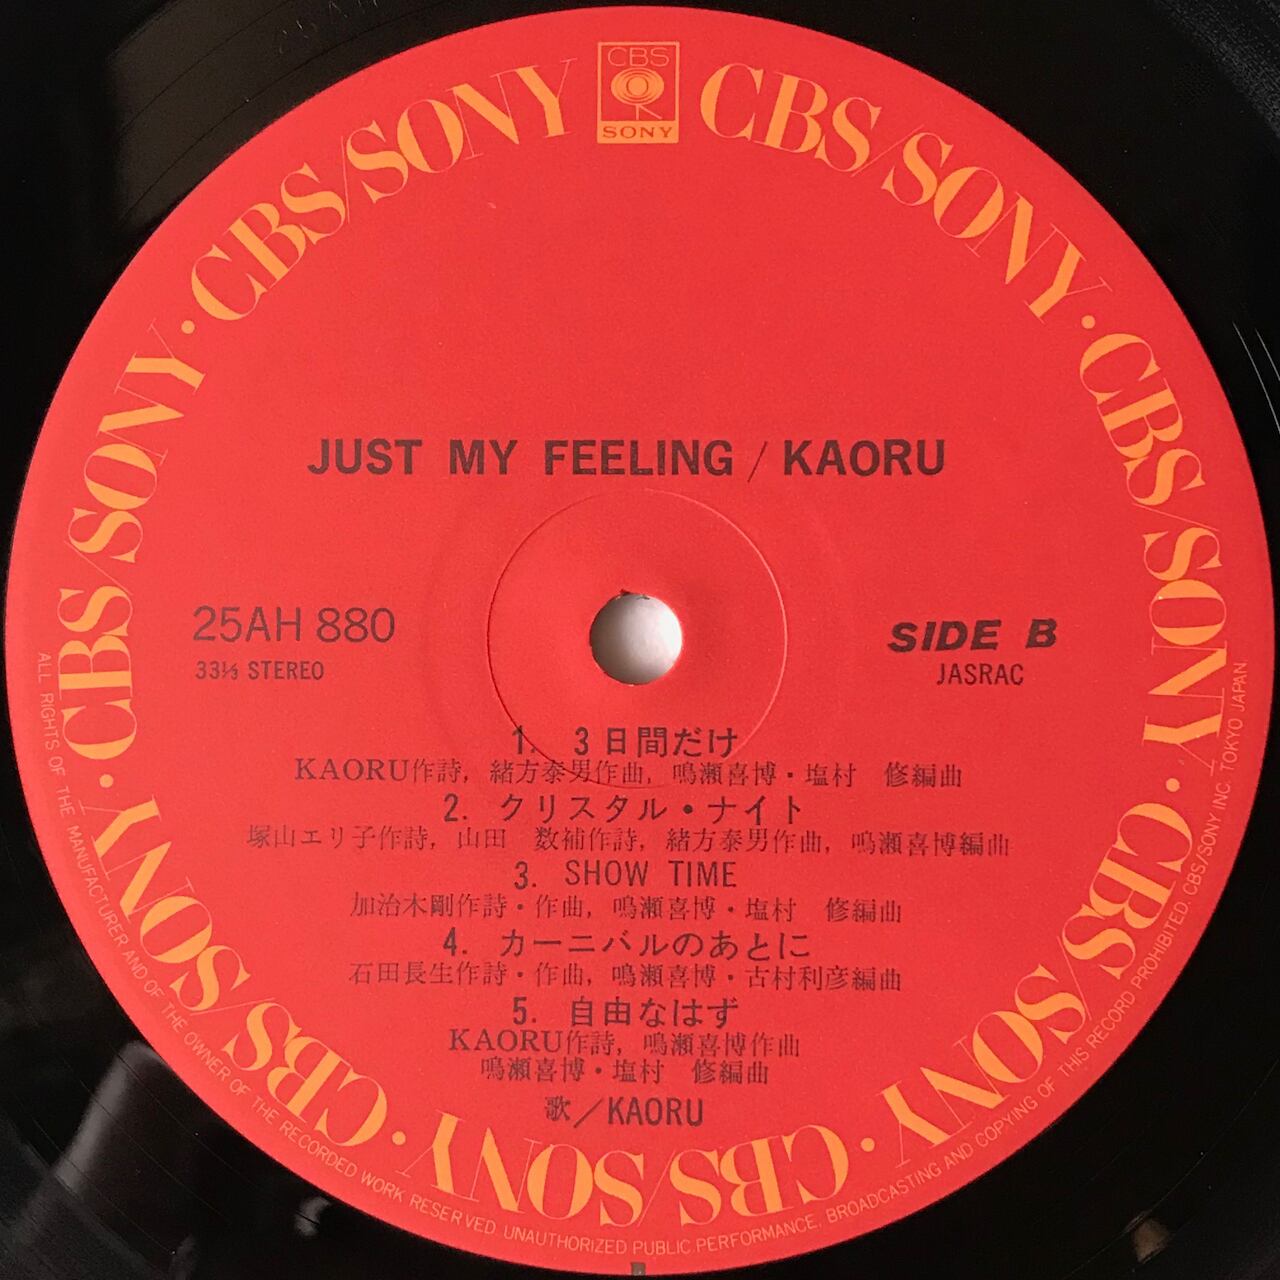 CBS
SONY
CBS/SONY · CBS/SONY · CBS/SONY · CBS/SONY · CBS/SONY · CBS/SONY · CBS/SONY · CBS/SONY
JUST MY FEELING / KAORU
25AH 880
33⅓ STEREO
SIDE B
JASRAC
1. 3日間だけ
KAORU作詩, 緒方泰男作曲, 鳴瀬喜博・塩村 修編曲
2. クリスタル・ナイト
塚山エリ子作詩, 山田 数補作詩, 緒方泰男作曲, 鳴瀬喜博編曲
3. SHOW TIME
加治木剛作詩・作曲, 鳴瀬喜博・塩村 修編曲
4. カーニバルのあとに
石田長生作詩・作曲, 鳴瀬喜博・古村利彦編曲
5. 自由なはず
KAORU作詩, 鳴瀬喜博作曲
鳴瀬喜博・塩村 修編曲
歌/KAORU
ALL RIGHTS OF THE MANUFACTURER AND OF THE OWNER OF THE RECORDED WORK RESERVED. UNAUTHORIZED PUBLIC PERFORMANCE, BROADCASTING AND COPYING OF THIS RECORD PROHIBITED. CBS/SONY INC. TOKYO JAPAN